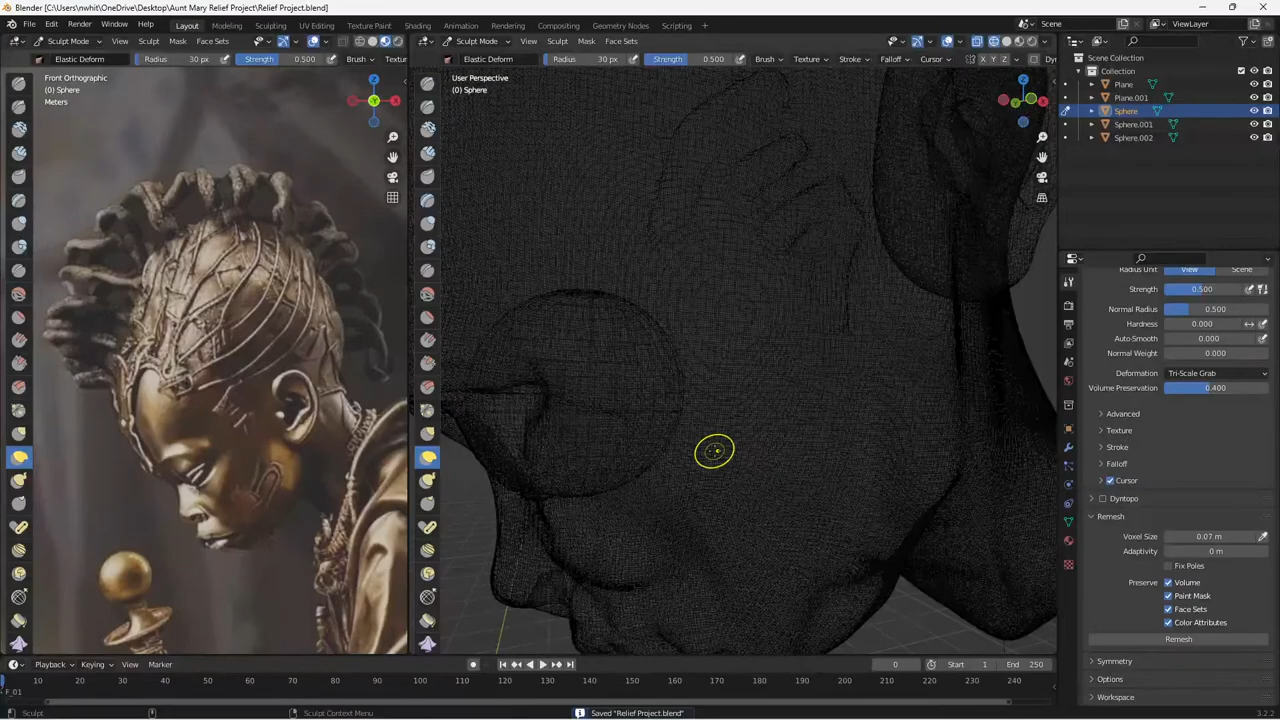 Blender [C:\Users\nwhit\OneDrive\Desktop\Aunt Mary Relief Project\Relief Project.blend]
File Edit Render Window Help Layout Modeling Sculpting UV Editing Texture Paint Shading Animation Rendering Compositing Geometry Nodes Scripting + Scene ViewLayer
Sculpt Mode View Sculpt Mask Face Sets
Sculpt Mode Sculpt Mask Face Sets
Elastic Deform Radius 30 px Strength 0.500 Brush Textur
Elastic Deform Radius 30 px Strength 0.500 Brush Texture Stroke Falloff Cursor X Y Z Dyn
Front Orthographic
(0) Sphere
Meters
User Perspective
(0) Sphere
Z
X
Y
Z
X
Y
Scene Collection
Collection
Plane
Plane.001
Sphere
Sphere.001
Sphere.002
Radius Unit View Scene
Strength 0.500
Normal Radius 0.500
Hardness 0.000
Auto-Smooth 0.000
Normal Weight 0.000
Deformation Tri-Scale Grab
Volume Preservation 0.400
Advanced
Texture
Stroke
Falloff
Cursor
Dyntopo
Remesh
Voxel Size 0.07 m
Adaptivity 0 m
Fix Poles
Preserve Volume
Paint Mask
Face Sets
Color Attributes
Remesh
Symmetry
Options
Workspace
Playback Keying View Marker 0 Start 1 End 250
10 20 30 40 50 60 70 80 90 100 110 120 130 140 150 160 170 180 190 200 210 220 230 240
F_01
Sculpt Sculpt Context Menu Saved "Relief Project.blend" 3.2.2